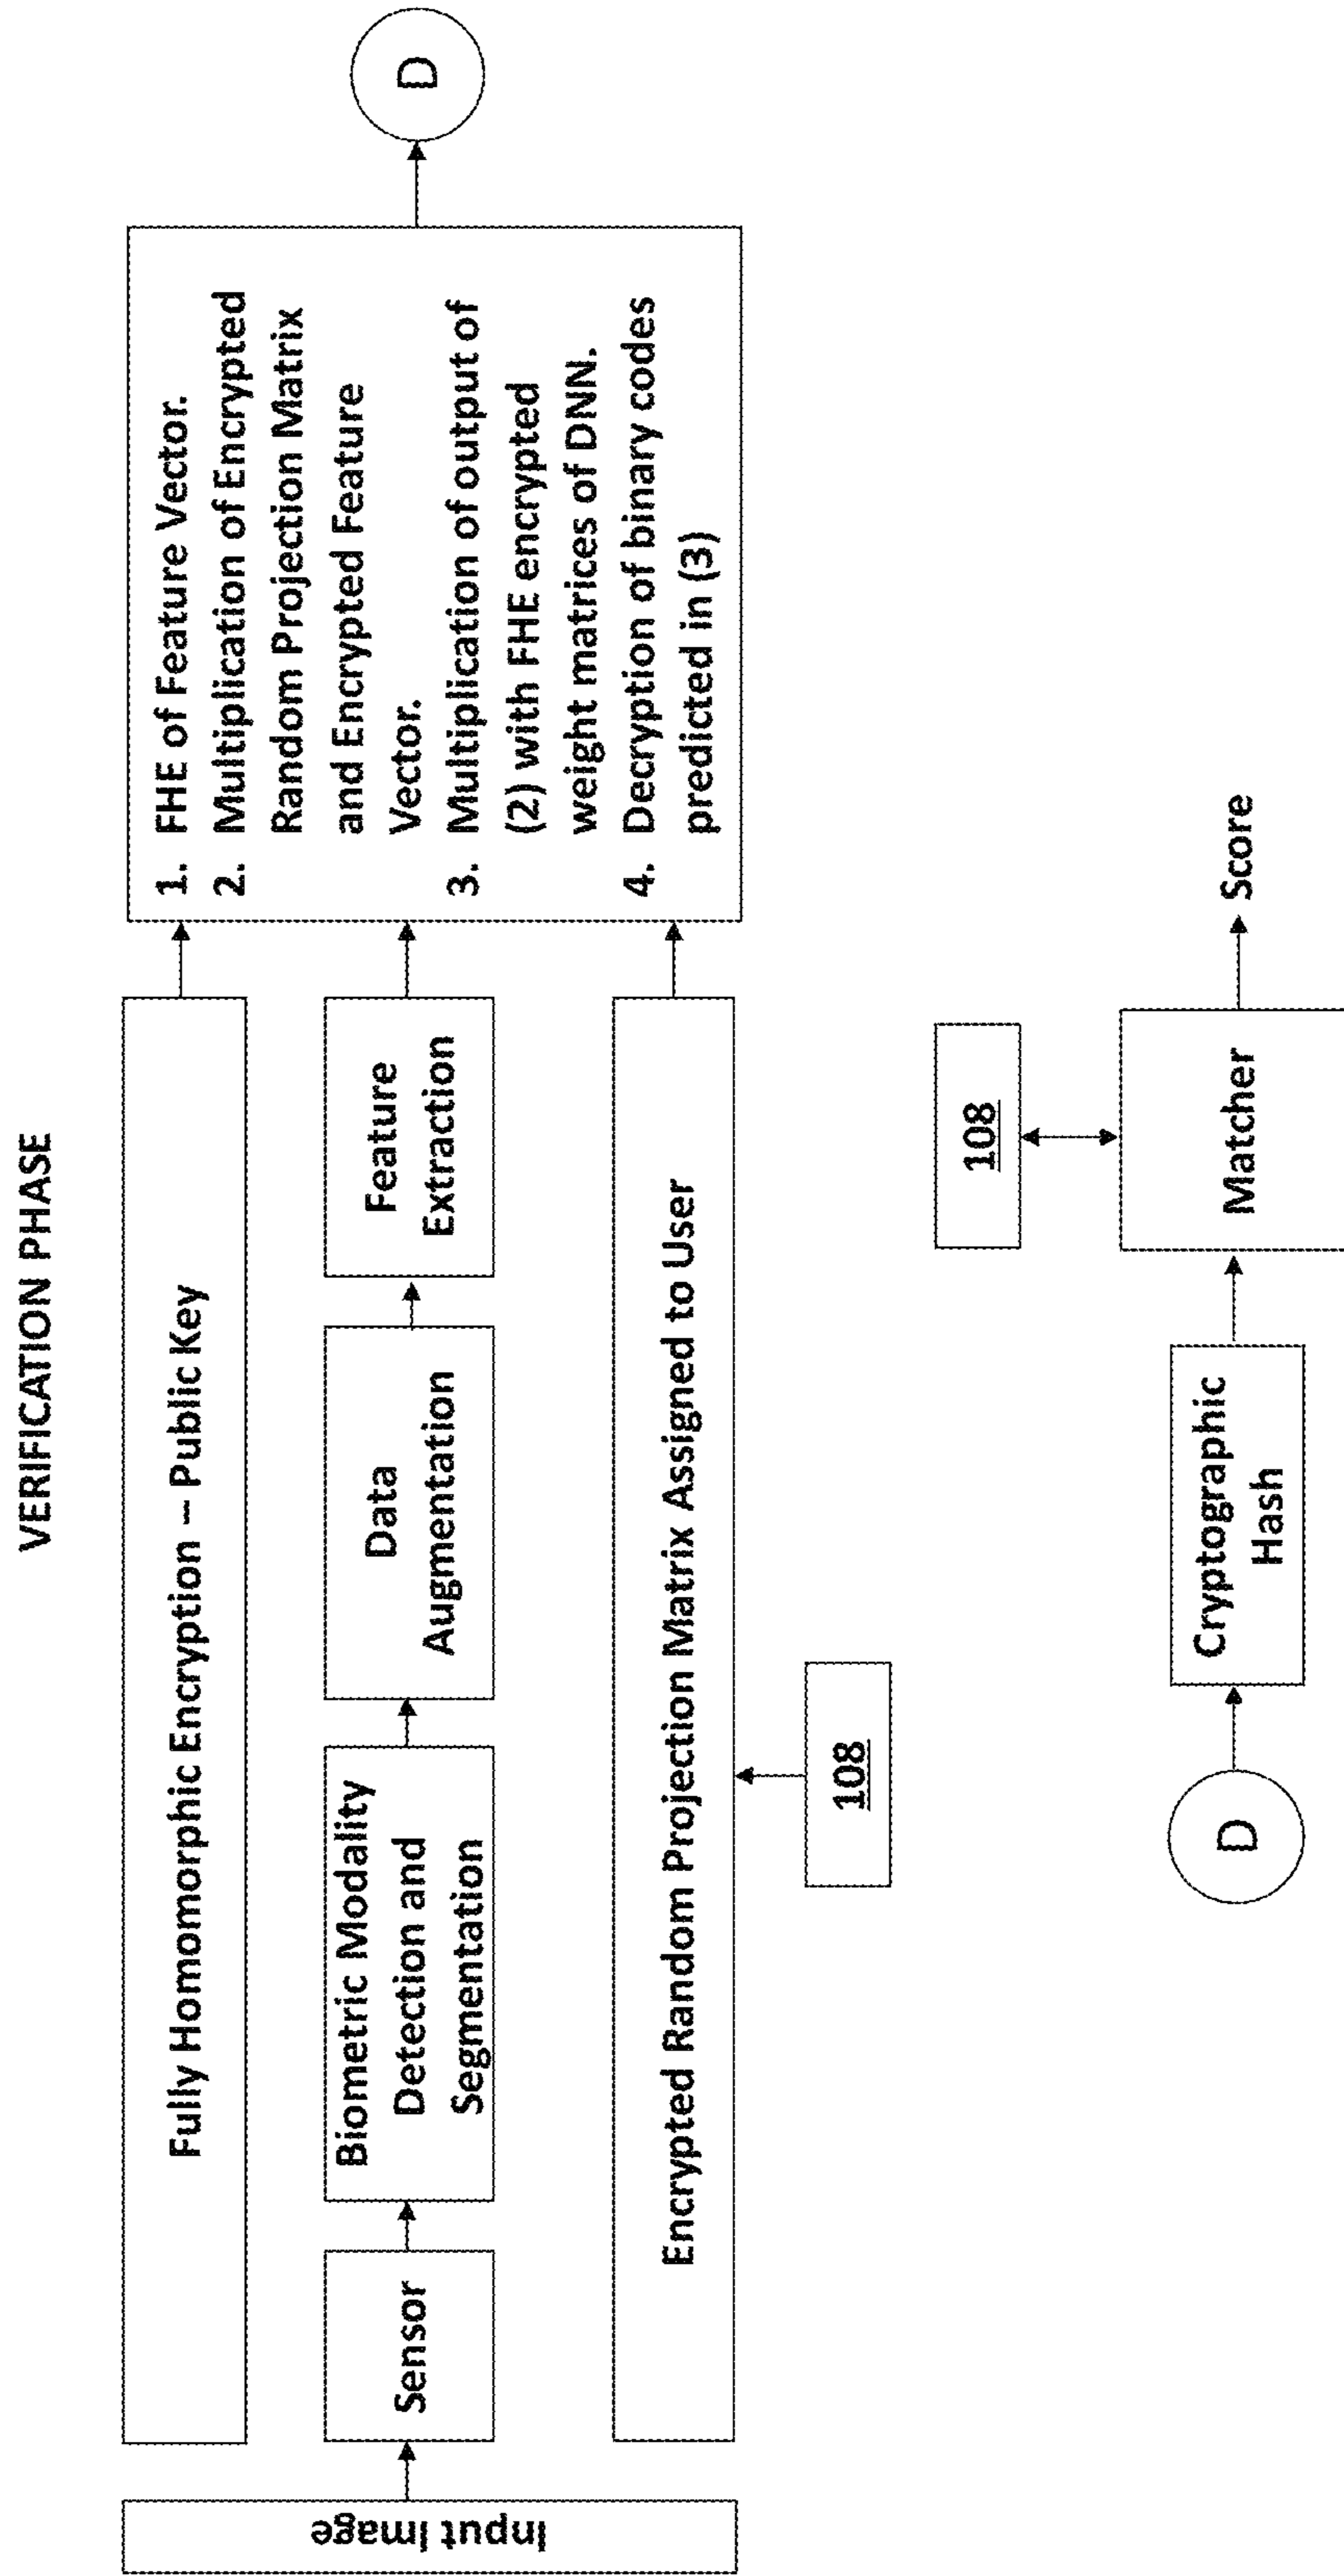 VERIFICATION PHASE
Fully Homomorphic Encryption – Public Key
Input Image
Sensor
Biometric Modality
Detection and
Segmentation
Data
Augmentation
Feature
Extraction
Encrypted Random Projection Matrix Assigned to User
108
1. FHE of Feature Vector.
2. Multiplication of Encrypted
Random Projection Matrix
and Encrypted Feature
Vector.
3. Multiplication of output of
(2) with FHE encrypted
weight matrices of DNN.
4. Decryption of binary codes
predicted in (3)
D
D
Cryptographic
Hash
108
Matcher
Score